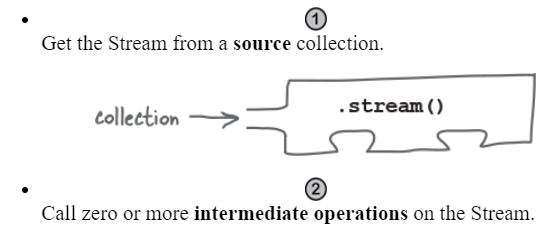 1
Get the Stream from a source collection.
collection .stream()
2
Call zero or more intermediate operations on the Stream.